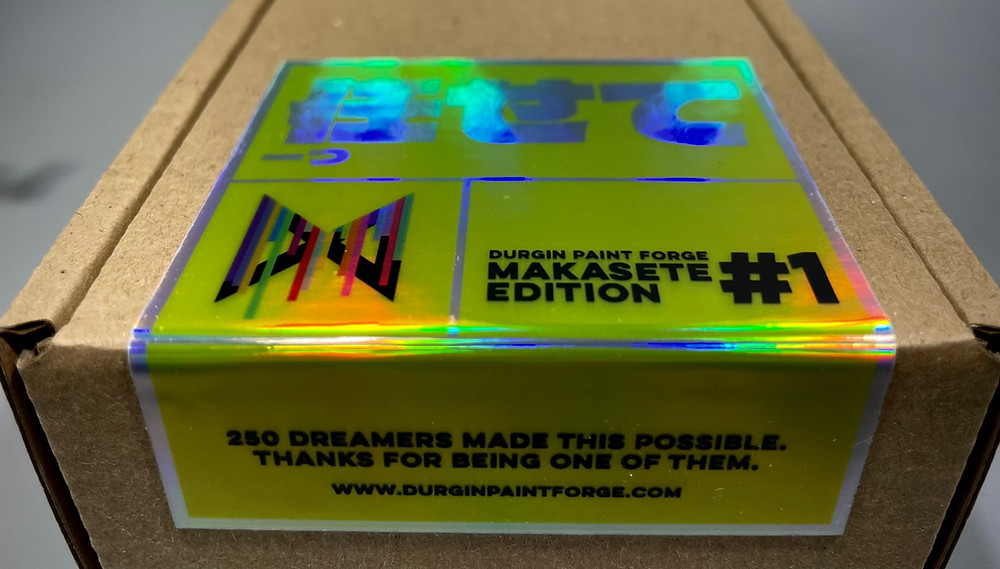 DURGIN PAINT FORGE
MAKASETE
EDITION
#1
250 DREAMERS MADE THIS POSSIBLE.
THANKS FOR BEING ONE OF THEM.
WWW.DURGINPAINTFORGE.COM